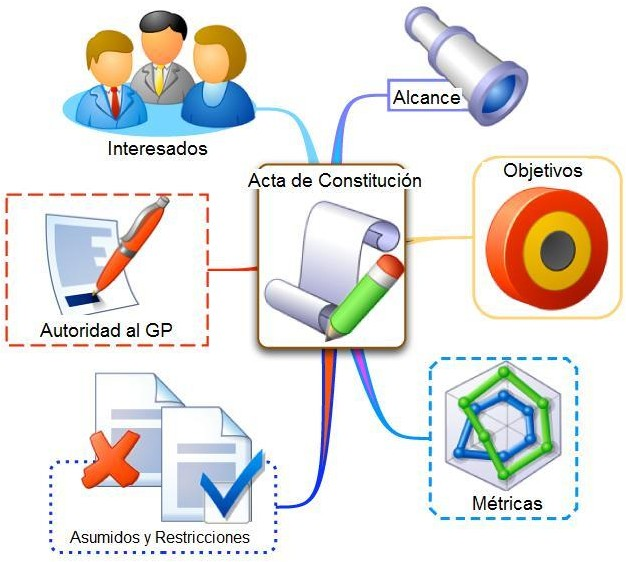 Interesados
Alcance
Acta de Constitución
Objetivos
Autoridad al GP
Métricas
Asumidos y Restricciones